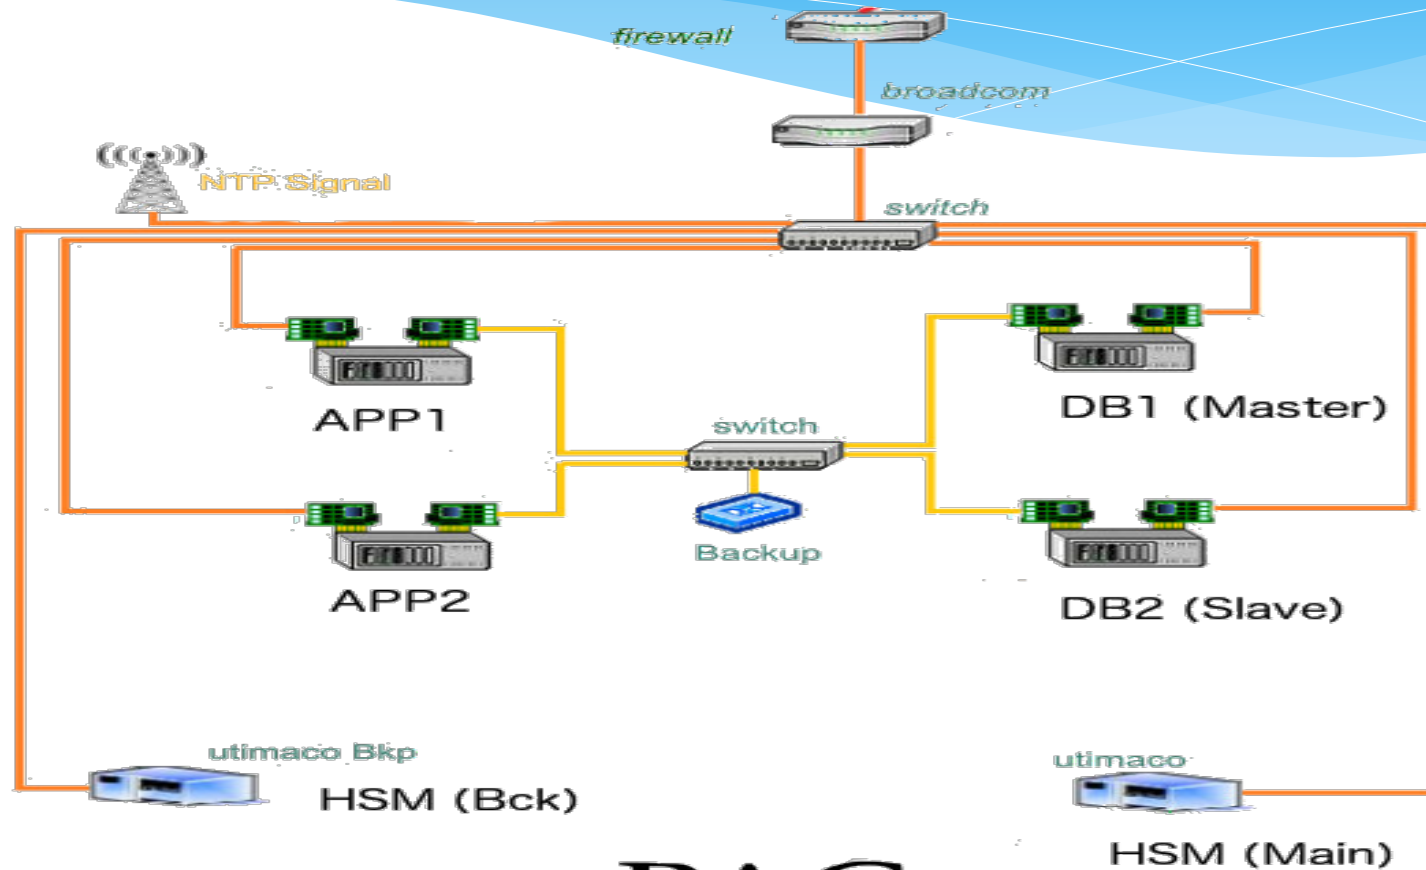 firewall
broadcom
NTP Signal
switch
APP1
DB1 (Master)
switch
Backup
APP2
DB2 (Slave)
utimaco Bkp
HSM (Bck)
utimaco
HSM (Main)